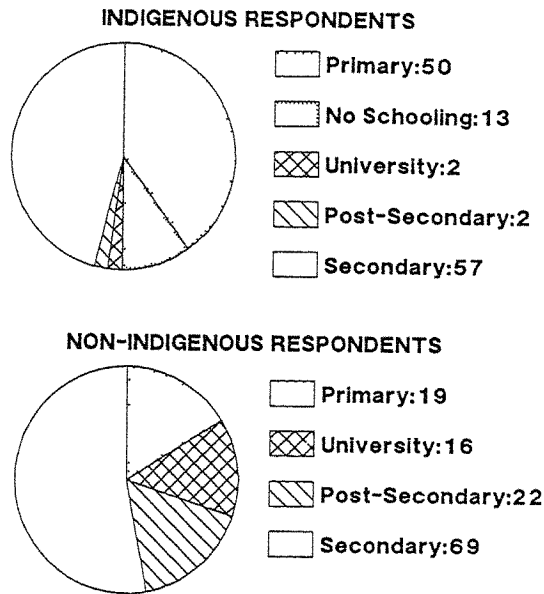 INDIGENOUS RESPONDENTS
Primary:50
No Schooling:13
University:2
Post-Secondary:2
Secondary:57
NON-INDIGENOUS RESPONDENTS
Primary:19
University:16
Post-Secondary:22
Secondary:69